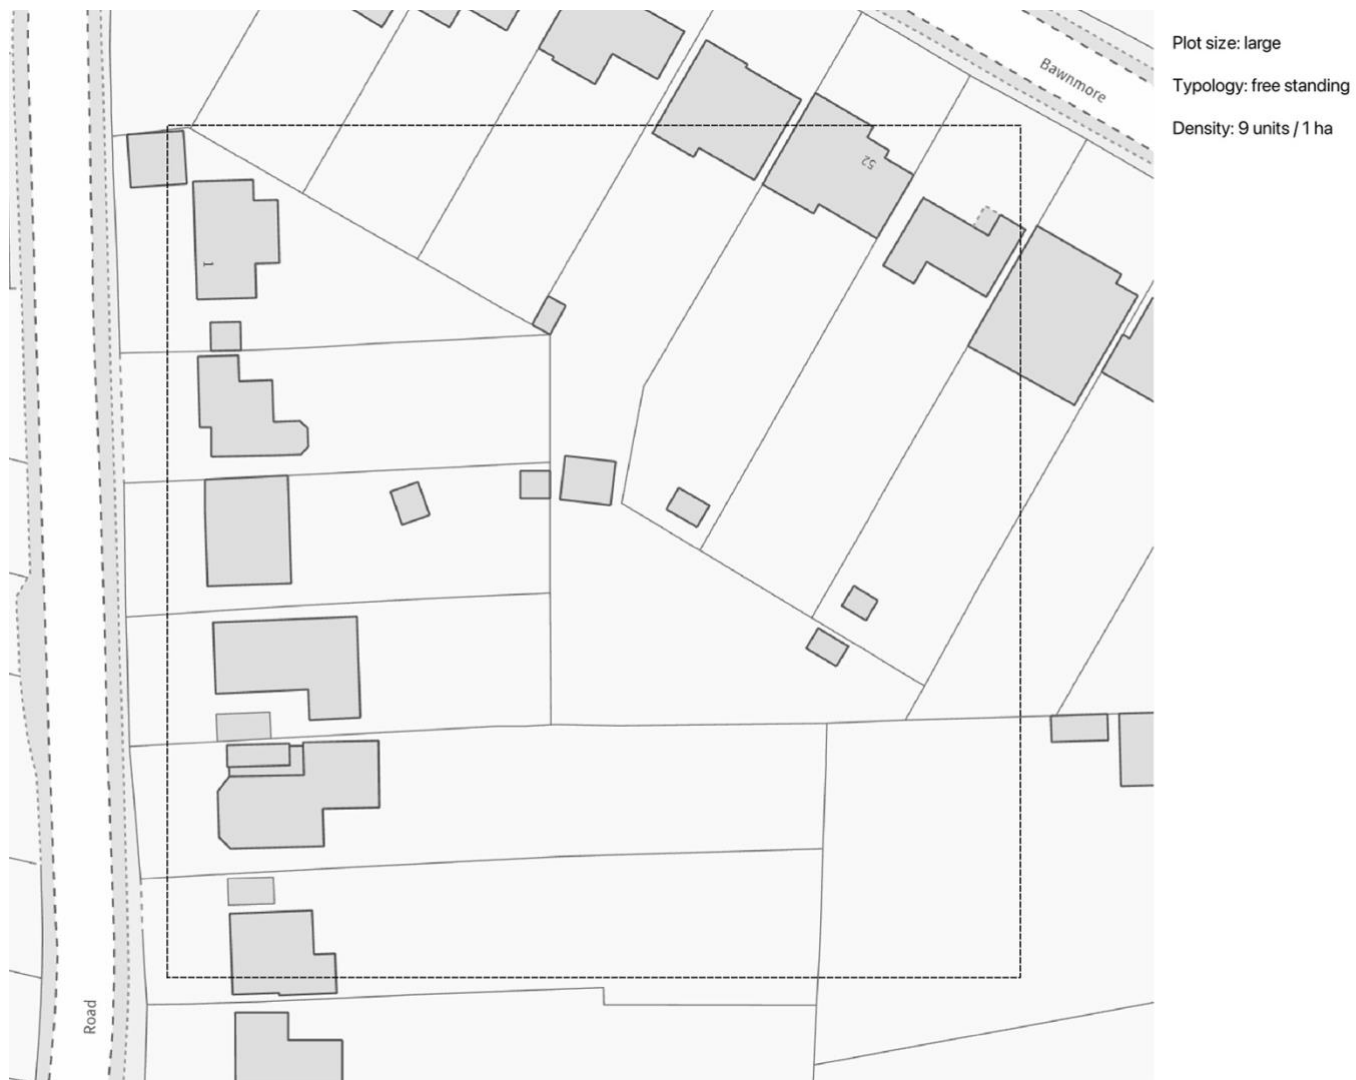 Plot size: large
Bawnmore
Typology: free standing
Density: 9 units / 1 ha
52
1
Road